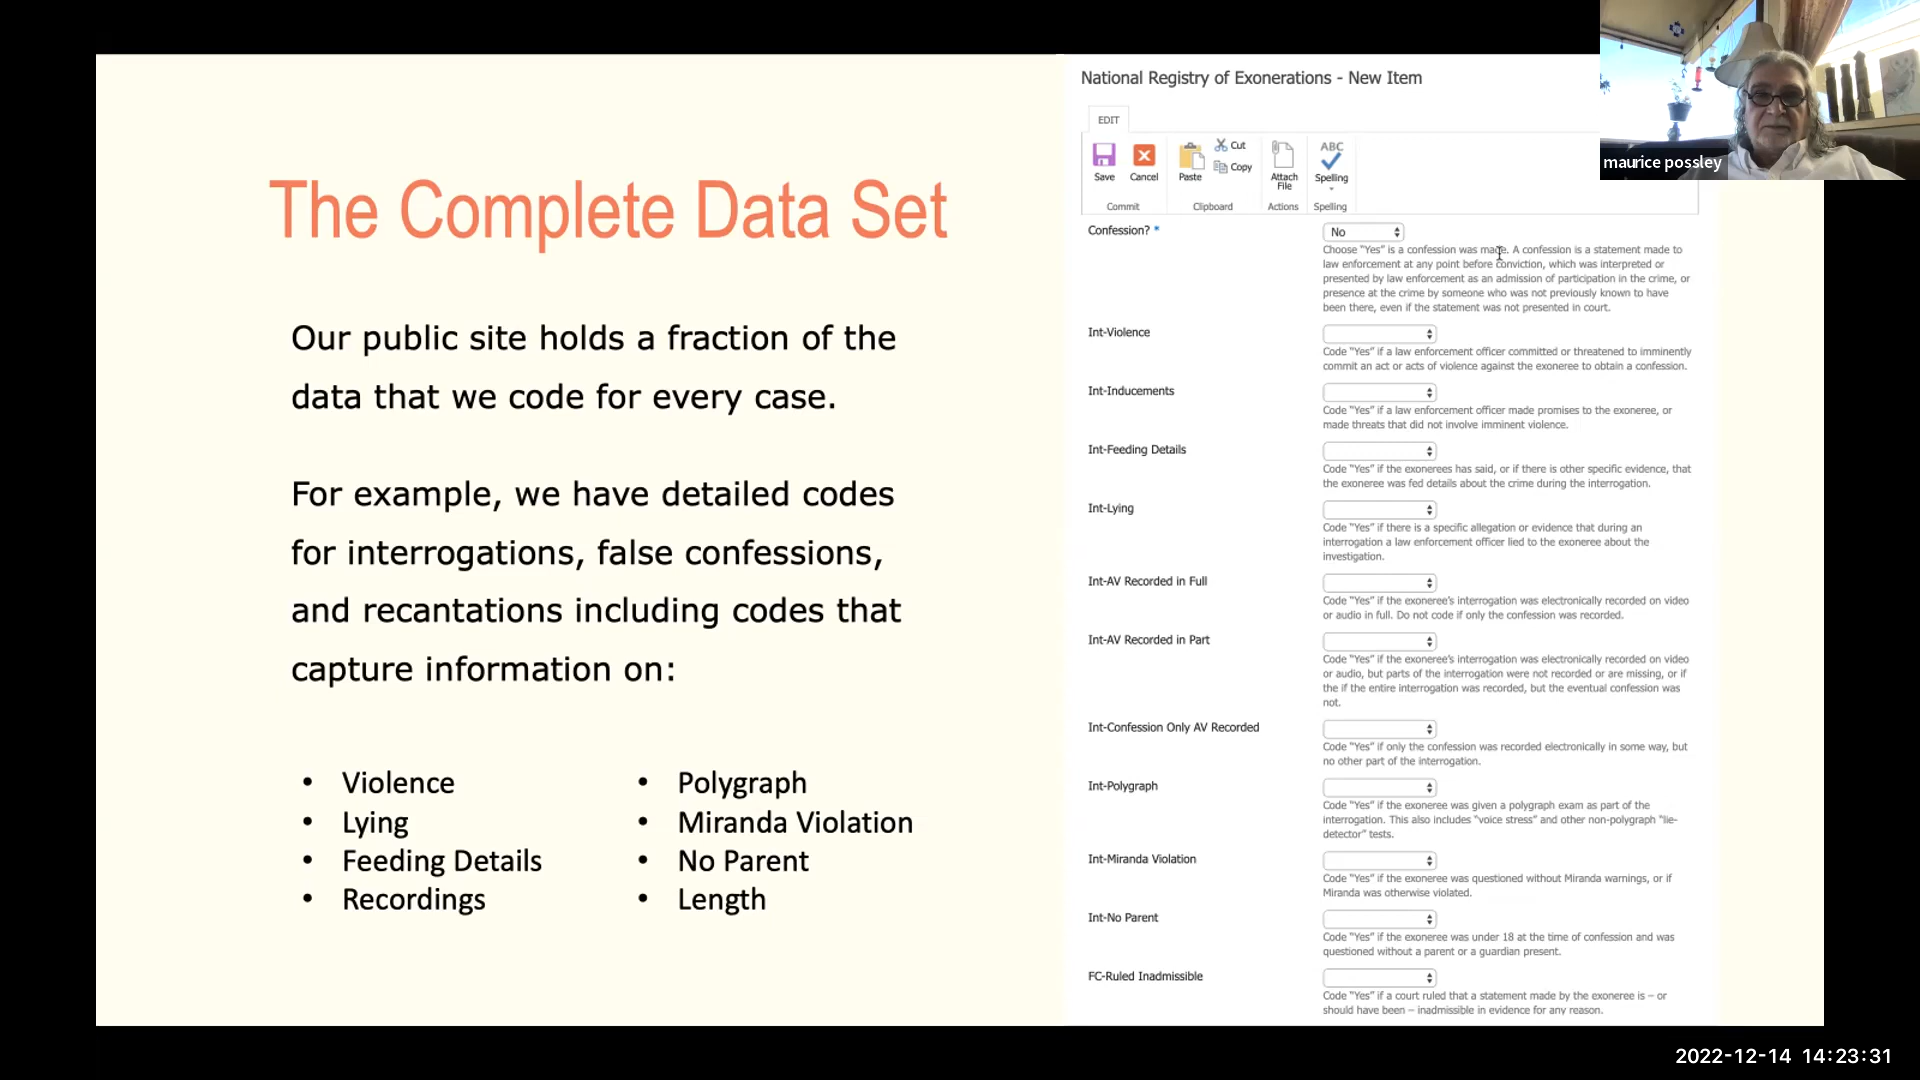 The Complete Data Set
Our public site holds a fraction of the
data that we code for every case.
For example, we have detailed codes
for interrogations, false confessions,
and recantations including codes that
capture information on:
• Violence
• Lying
• Feeding Details
• Recordings
• Polygraph
• Miranda Violation
• No Parent
• Length
National Registry of Exonerations - New Item
EDIT
Save
Cancel
Commit
Paste
Cut
Copy
Clipboard
Attach
File
Actions
ABC
Spelling
Spelling
Confession? *
No
Choose "Yes" is a confession was made. A confession is a statement made to
law enforcement at any point before conviction, which was interpreted or
presented by law enforcement as an admission of participation in the crime, or
presence at the crime by someone who was not previously known to have
been there, even if the statement was not presented in court.
Int-Violence
Code "Yes" if a law enforcement officer committed or threatened to imminently
commit an act or acts of violence against the exoneree to obtain a confession.
Int-Inducements
Code "Yes" if a law enforcement officer made promises to the exoneree, or
made threats that did not involve imminent violence.
Int-Feeding Details
Code "Yes" if the exonerees has said, or if there is other specific evidence, that
the exoneree was fed details about the crime during the interrogation.
Int-Lying
Code "Yes" if there is a specific allegation or evidence that during an
interrogation a law enforcement officer lied to the exoneree about the
investigation.
Int-AV Recorded in Full
Code "Yes" if the exoneree's interrogation was electronically recorded on video
or audio in full. Do not code if only the confession was recorded.
Int-AV Recorded in Part
Code "Yes" if the exoneree's interrogation was electronically recorded on video
or audio, but parts of the interrogation were not recorded or are missing, or if
the if the entire interrogation was recorded, but the eventual confession was
not.
Int-Confession Only AV Recorded
Code "Yes" if only the confession was recorded electronically in some way, but
no other part of the interrogation.
Int-Polygraph
Code "Yes" if the exoneree was given a polygraph exam as part of the
interrogation. This also includes "voice stress" and other non-polygraph "lie-
detector" tests.
Int-Miranda Violation
Code "Yes" if the exoneree was questioned without Miranda warnings, or if
Miranda was otherwise violated.
Int-No Parent
Code "Yes" if the exoneree was under 18 at the time of confession and was
questioned without a parent or a guardian present.
FC-Ruled Inadmissible
Code "Yes" if a court ruled that a statement made by the exoneree is – or
should have been – inadmissible in evidence for any reason.
maurice possley
2022-12-14 14:23:31